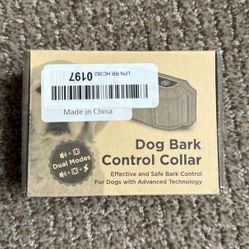 LPN RR HC382
0197
Made in China
Dual Modes
Dog Bark
Control Collar
Effective and Safe Bark Control
For Dogs with Advanced Technology